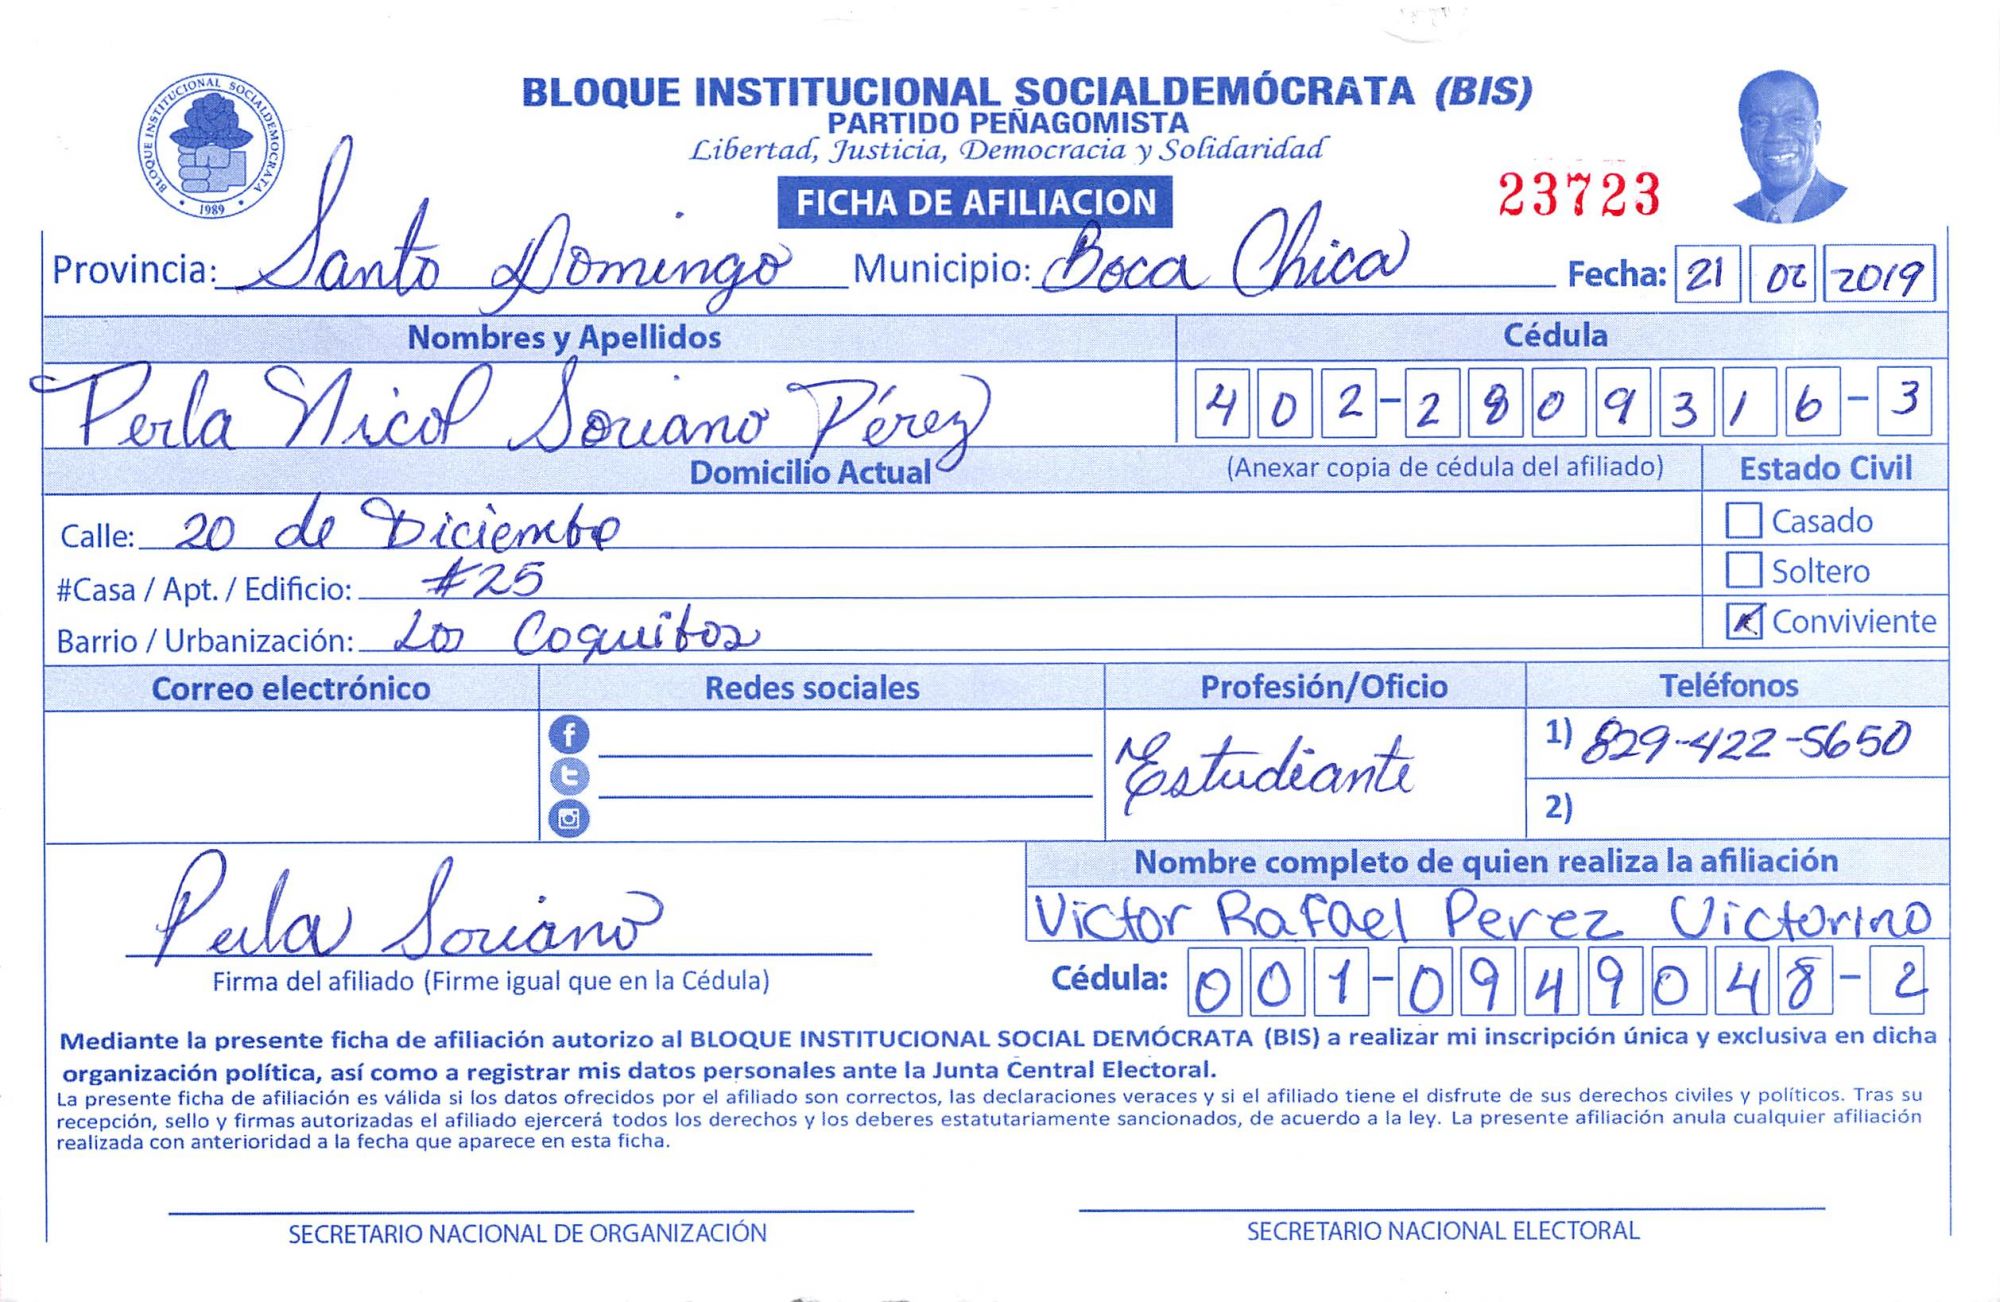 BLOQUE INSTITUCIONAL SOCIALDEMÓCRATA (BIS)
PARTIDO PEÑAGOMISTA
Libertad, Justicia, Democracia y Solidaridad
BLOQUE INSTITUCIONAL SOCIALDEMOCRATA
1989
FICHA DE AFILIACION
23723
Provincia: Santo Domingo Municipio: Boca Chica Fecha: 21 02 2019
Nombres y Apellidos Cédula
Perla Nicol Soriano Pérez 402-2809316-3
Domicilio Actual (Anexar copia de cédula del afiliado) Estado Civil
Calle: 20 de Diciembre Casado
#Casa / Apt. / Edificio: #25 Soltero
Barrio / Urbanización: Los Coquitos Conviviente
Correo electrónico Redes sociales Profesión/Oficio Teléfonos
Estudiante 1) 829-422-5650
2)
Nombre completo de quien realiza la afiliación
Perla Soriano Victor Rafael Perez Victorino
Firma del afiliado (Firme igual que en la Cédula) Cédula: 001-0949048-2
Mediante la presente ficha de afiliación autorizo al BLOQUE INSTITUCIONAL SOCIAL DEMÓCRATA (BIS) a realizar mi inscripción única y exclusiva en dicha
organización política, así como a registrar mis datos personales ante la Junta Central Electoral.
La presente ficha de afiliación es válida si los datos ofrecidos por el afiliado son correctos, las declaraciones veraces y si el afiliado tiene el disfrute de sus derechos civiles y políticos. Tras su
recepción, sello y firmas autorizadas el afiliado ejercerá todos los derechos y los deberes estatutariamente sancionados, de acuerdo a la ley. La presente afiliación anula cualquier afiliación
realizada con anterioridad a la fecha que aparece en esta ficha.
SECRETARIO NACIONAL DE ORGANIZACIÓN SECRETARIO NACIONAL ELECTORAL